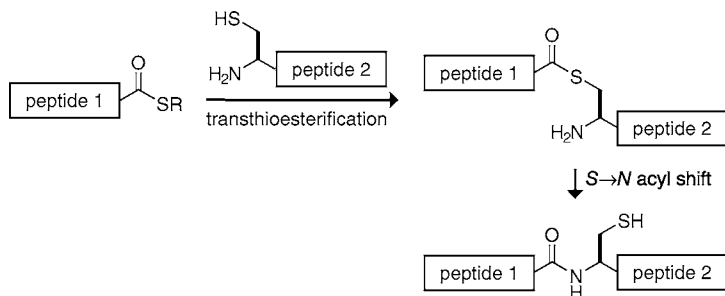 HS
O
O
H₂N
peptide 2
peptide 1
S
peptide 1
SR
transthioesterification
H₂N
peptide 2
S→N acyl shift
O
SH
peptide 1
N
H
peptide 2